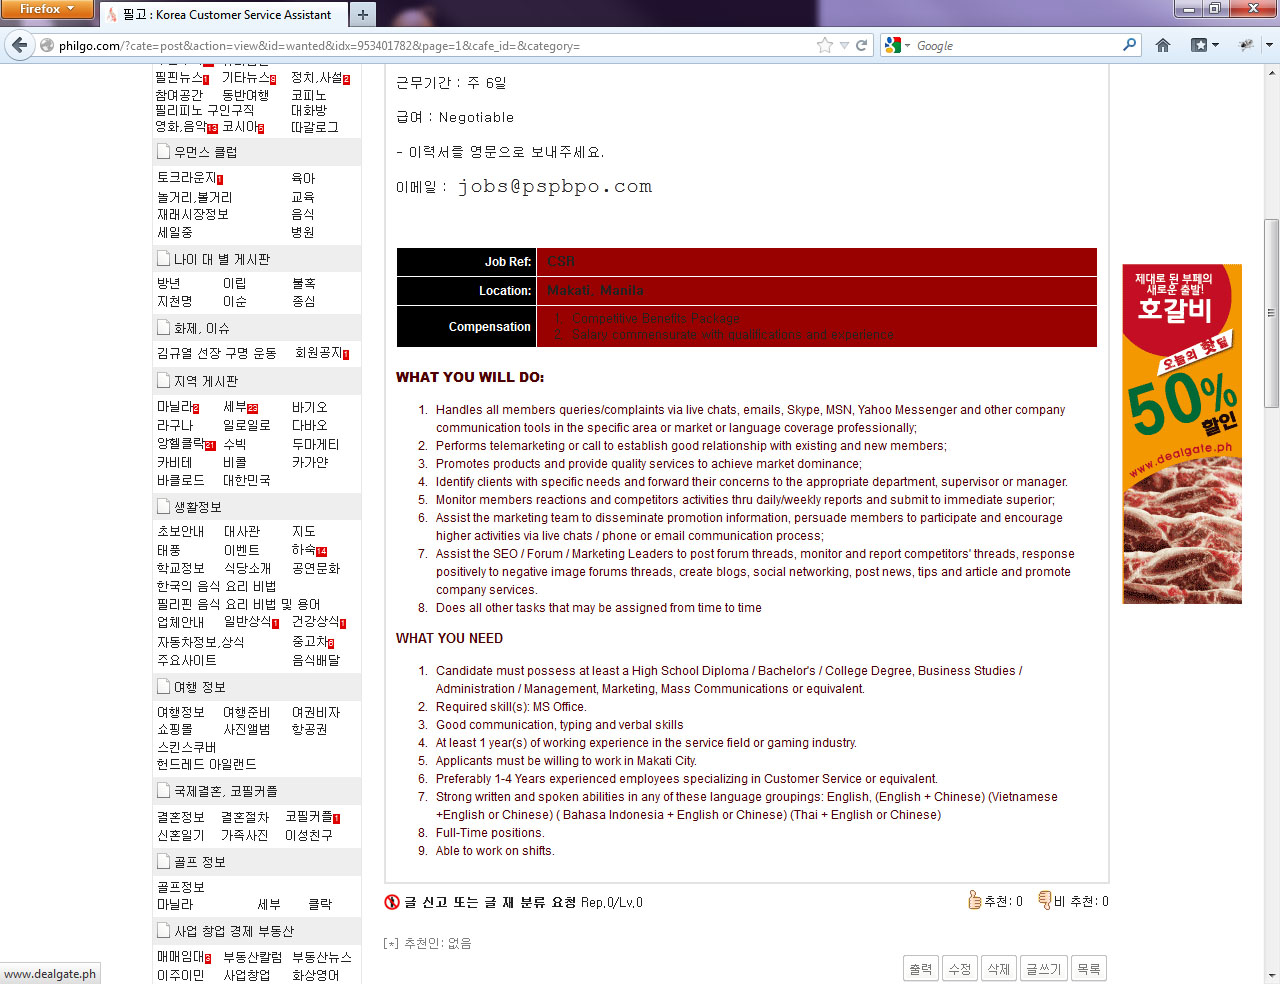 Firefox
필고 : Korea Customer Service Assistant
philgo.com/?cate=post&action=view&id=wanted&idx=953401782&page=1&cafe_id=&category=
Google
필핀뉴스1 기타뉴스9 정치,사설2
참여공간 동반여행 코피노
필리피노 구인구직 대화방
영화,음악13 코시아5 따갈로그
우먼스 클럽
토크라운지1 육아
놀거리,볼거리 교육
재래시장정보 음식
세일중 병원
나이 대 별 게시판
방년 이립 불혹
지천명 이순 종심
화제, 이슈
김규열 선장 구명 운동 회원공지1
지역 게시판
마닐라2 세부23 바기오
라구나 일로일로 다바오
앙헬클락21 수빅 두마게티
카비테 비콜 카가얀
바클로드 대한민국
생활정보
초보안내 대사관 지도
태풍 이벤트 하숙14
학교정보 식당소개 공연문화
한국의 음식 요리 비법
필리핀 음식 요리 비법 및 용어
업체안내 일반상식1 건강상식1
자동차정보,상식 중고차8
주요사이트 음식배달
여행 정보
여행정보 여행준비 여권비자
쇼핑몰 사진앨범 항공권
스킨스쿠버
헌드레드 아일랜드
국제결혼, 코필커플
결혼정보 결혼절차 코필커플1
신혼일기 가족사진 이성친구
골프 정보
골프정보
마닐라 세부 클락
사업 창업 경제 부동산
매매임대5 부동산칼럼 부동산뉴스
이주이민 사업창업 화상영어
www.dealgate.ph
근무기간 : 주 6일
급여 : Negotiable
- 이력서를 영문으로 보내주세요.
이메일 : jobs@pspbpo.com
Job Ref: CSR
Location: Makati, Manila
Compensation
1. Competitive Benefits Package
2. Salary commensurate with qualifications and experience
WHAT YOU WILL DO:
1. Handles all members queries/complaints via live chats, emails, Skype, MSN, Yahoo Messenger and other company
communication tools in the specific area or market or language coverage professionally;
2. Performs telemarketing or call to establish good relationship with existing and new members;
3. Promotes products and provide quality services to achieve market dominance;
4. Identify clients with specific needs and forward their concerns to the appropriate department, supervisor or manager.
5. Monitor members reactions and competitors activities thru daily/weekly reports and submit to immediate superior;
6. Assist the marketing team to disseminate promotion information, persuade members to participate and encourage
higher activities via live chats / phone or email communication process;
7. Assist the SEO / Forum / Marketing Leaders to post forum threads, monitor and report competitors' threads, response
positively to negative image forums threads, create blogs, social networking, post news, tips and article and promote
company services.
8. Does all other tasks that may be assigned from time to time
WHAT YOU NEED
1. Candidate must possess at least a High School Diploma / Bachelor's / College Degree, Business Studies /
Administration / Management, Marketing, Mass Communications or equivalent.
2. Required skill(s): MS Office.
3. Good communication, typing and verbal skills
4. At least 1 year(s) of working experience in the service field or gaming industry.
5. Applicants must be willing to work in Makati City.
6. Preferably 1-4 Years experienced employees specializing in Customer Service or equivalent.
7. Strong written and spoken abilities in any of these language groupings: English, (English + Chinese) (Vietnamese
+English or Chinese) ( Bahasa Indonesia + English or Chinese) (Thai + English or Chinese)
8. Full-Time positions.
9. Able to work on shifts.
글 신고 또는 글 재 분류 요청 Rep,0/Lv,0
추천: 0 비 추천: 0
[*] 추천인: 없음
출력 수정 삭제 글쓰기 목록
제대로 된 부페의
새로운 출발!
호갈비
오늘의 핫딜
50%
할인
www.dealgate.ph